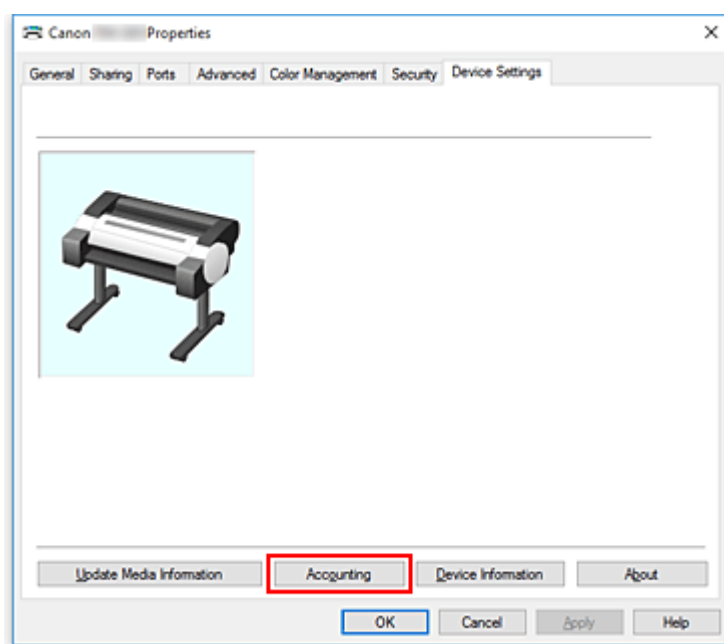 Canon Properties
General Sharing Ports Advanced Color Management Security Device Settings
Update Media Information Accounting Device Information About
OK Cancel Apply Help